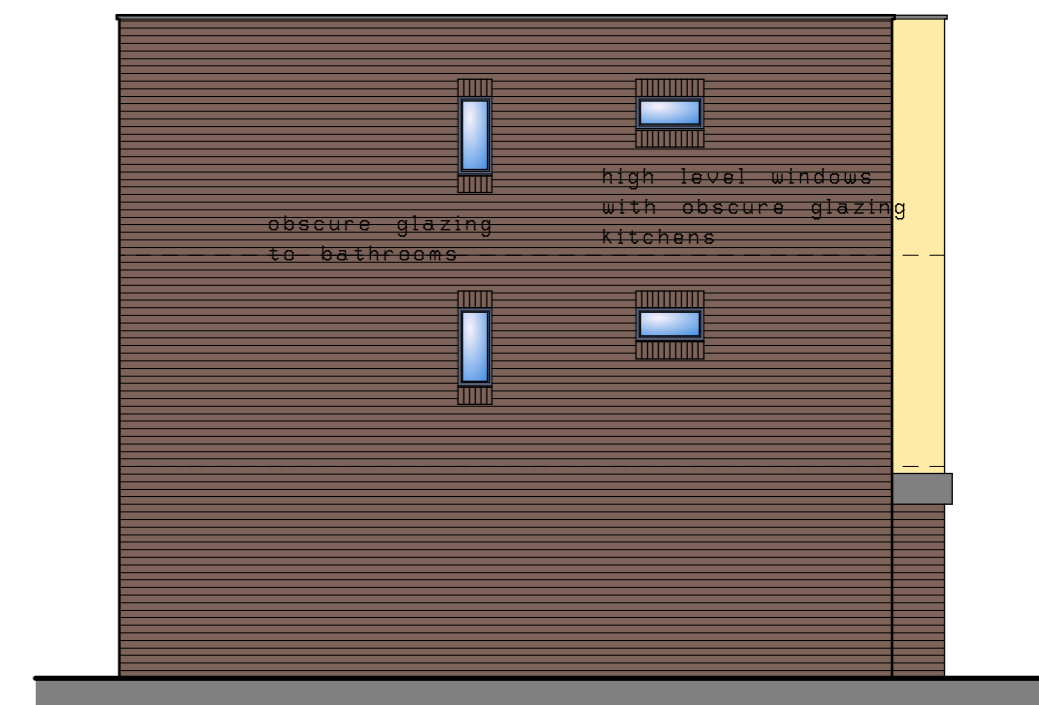 high level windows
with obscure glazing
kitchens
obscure glazing
to bathrooms